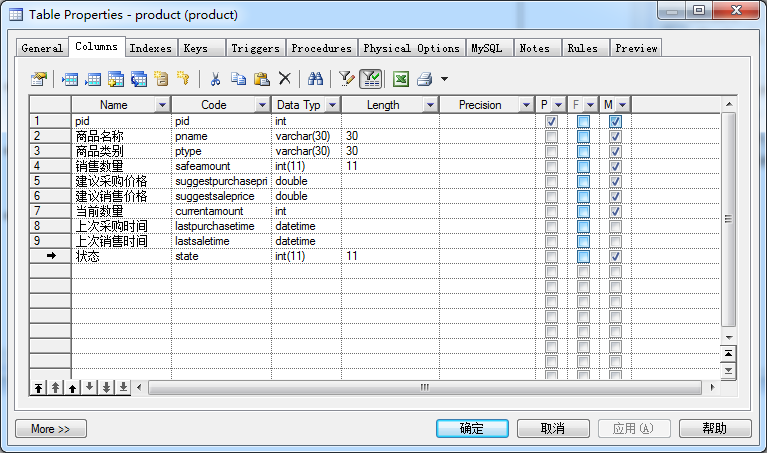 Table Properties - product (product)
General Columns Indexes Keys Triggers Procedures Physical Options MySQL Notes Rules Preview
Name Code Data Typ Length Precision P F M
1 pid pid int
2 商品名称 pname varchar(30) 30
3 商品类别 ptype varchar(30) 30
4 销售数量 safeamount int(11) 11
5 建议采购价格 suggestpurchasepri double
6 建议销售价格 suggestsaleprice double
7 当前数量 currentamount int
8 上次采购时间 lastpurchasetime datetime
9 上次销售时间 lastsaletime datetime
状态 state int(11) 11
More >> 确定 取消 应用(A) 帮助